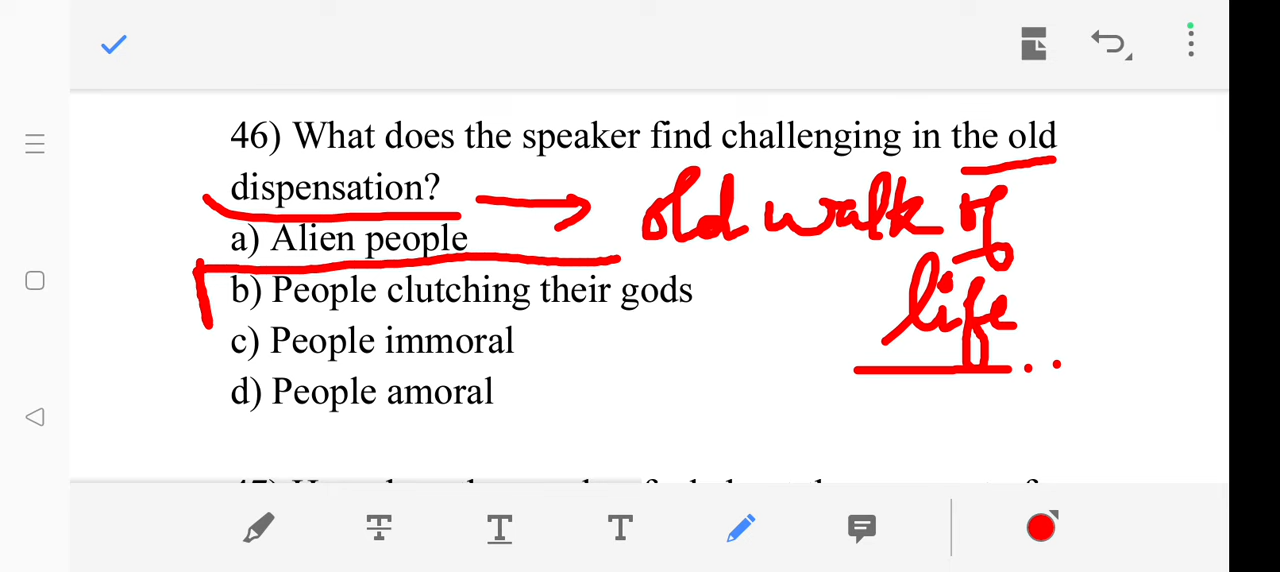 46) What does the speaker find challenging in the old
dispensation? old walk of
a) Alien people
life..
b) People clutching their gods
c) People immoral
d) People amoral